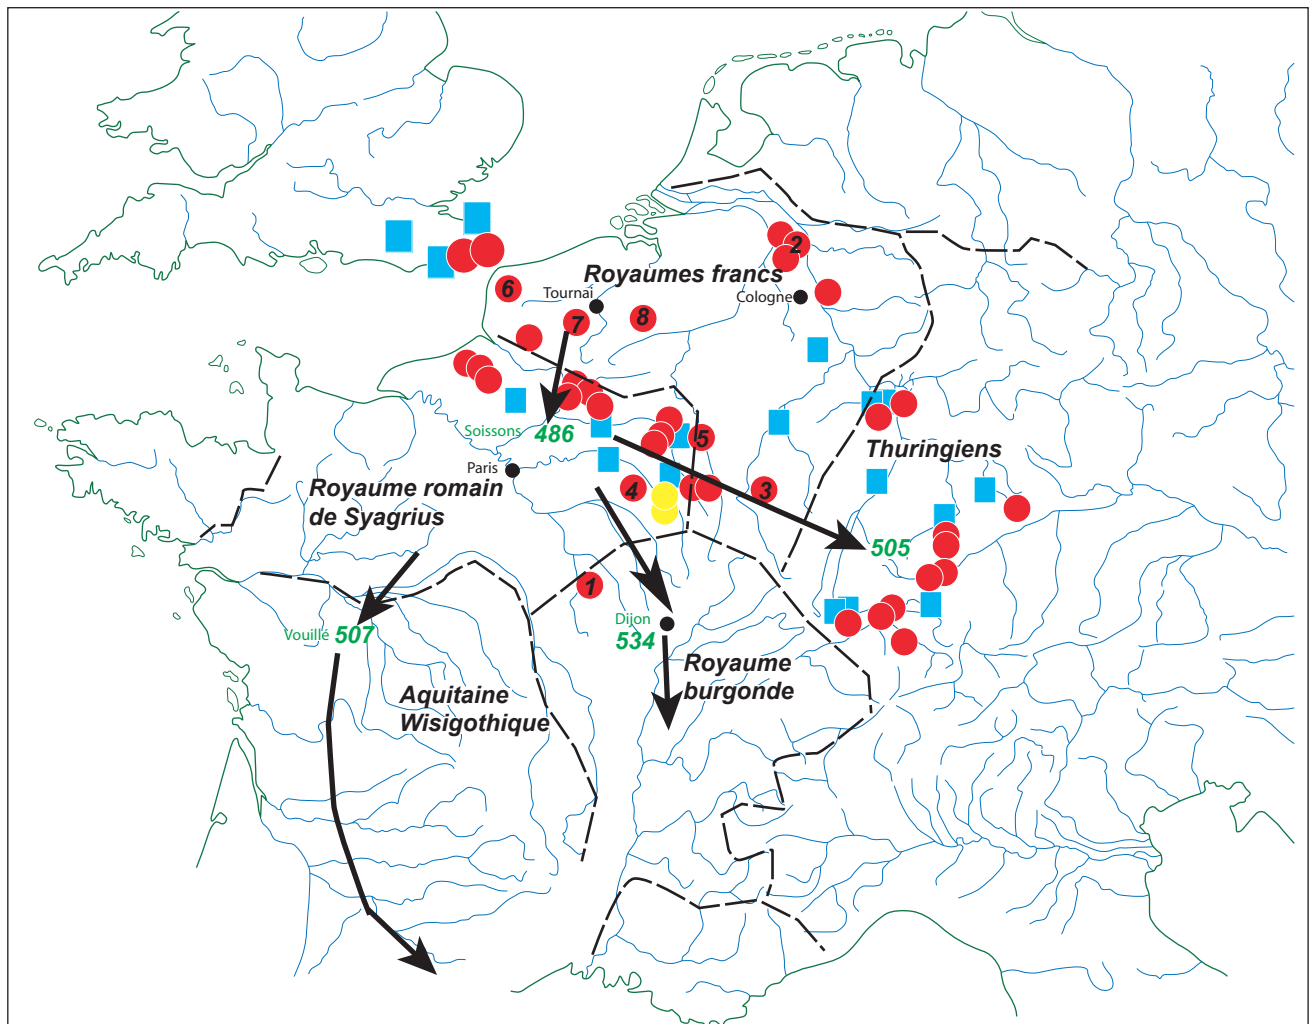 2
Royaumes francs
6
Tournai
Cologne
7
8
Soissons 486
5
Paris
Thuringiens
Royaume romain
de Syagrius
4
3
505
1
Dijon
534
Vouillé 507
Royaume
burgonde
Aquitaine
Wisigothique